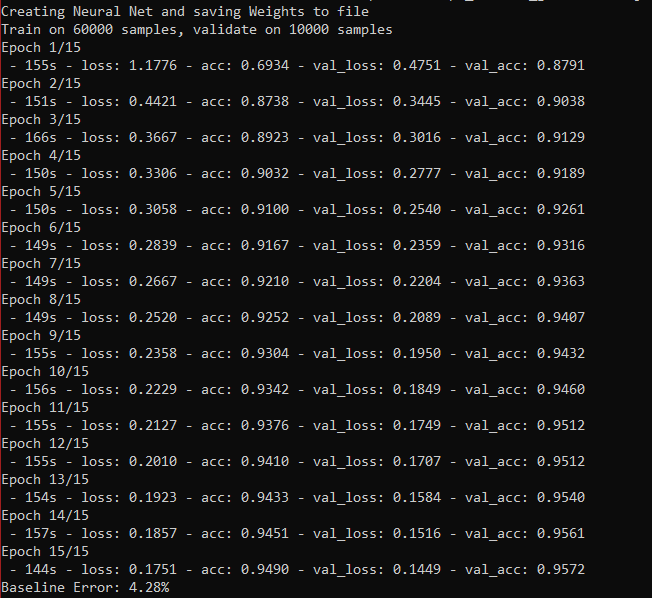 Creating Neural Net and saving Weights to file
Train on 60000 samples, validate on 10000 samples
Epoch 1/15
- 155s - loss: 1.1776 - acc: 0.6934 - val_loss: 0.4751 - val_acc: 0.8791
Epoch 2/15
- 151s - loss: 0.4421 - acc: 0.8738 - val_loss: 0.3445 - val_acc: 0.9038
Epoch 3/15
- 166s - loss: 0.3667 - acc: 0.8923 - val_loss: 0.3016 - val_acc: 0.9129
Epoch 4/15
- 150s - loss: 0.3306 - acc: 0.9032 - val_loss: 0.2777 - val_acc: 0.9189
Epoch 5/15
- 150s - loss: 0.3058 - acc: 0.9100 - val_loss: 0.2540 - val_acc: 0.9261
Epoch 6/15
- 149s - loss: 0.2839 - acc: 0.9167 - val_loss: 0.2359 - val_acc: 0.9316
Epoch 7/15
- 149s - loss: 0.2667 - acc: 0.9210 - val_loss: 0.2204 - val_acc: 0.9363
Epoch 8/15
- 149s - loss: 0.2520 - acc: 0.9252 - val_loss: 0.2089 - val_acc: 0.9407
Epoch 9/15
- 155s - loss: 0.2358 - acc: 0.9304 - val_loss: 0.1950 - val_acc: 0.9432
Epoch 10/15
- 156s - loss: 0.2229 - acc: 0.9342 - val_loss: 0.1849 - val_acc: 0.9460
Epoch 11/15
- 155s - loss: 0.2127 - acc: 0.9376 - val_loss: 0.1749 - val_acc: 0.9512
Epoch 12/15
- 155s - loss: 0.2010 - acc: 0.9410 - val_loss: 0.1707 - val_acc: 0.9512
Epoch 13/15
- 154s - loss: 0.1923 - acc: 0.9433 - val_loss: 0.1584 - val_acc: 0.9540
Epoch 14/15
- 157s - loss: 0.1857 - acc: 0.9451 - val_loss: 0.1516 - val_acc: 0.9561
Epoch 15/15
- 144s - loss: 0.1751 - acc: 0.9490 - val_loss: 0.1449 - val_acc: 0.9572
Baseline Error: 4.28%